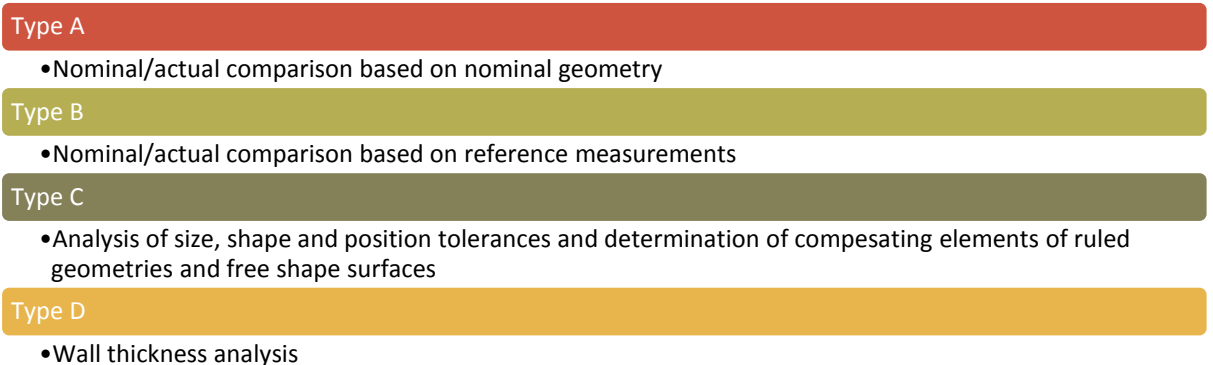 Type A
•Nominal/actual comparison based on nominal geometry
Type B
•Nominal/actual comparison based on reference measurements
Type C
•Analysis of size, shape and position tolerances and determination of compesating elements of ruled
geometries and free shape surfaces
Type D
•Wall thickness analysis